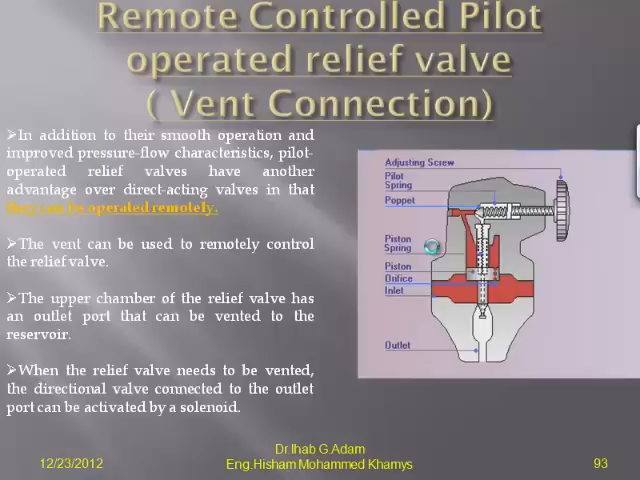 Remote Controlled Pilot
operated relief valve
( Vent Connection)
➢In addition to their smooth operation and
improved pressure-flow characteristics, pilot-
operated relief valves have another
advantage over direct-acting valves in that
they can be operated remotely.
➢The vent can be used to remotely control
the relief valve.
➢The upper chamber of the relief valve has
an outlet port that can be vented to the
reservoir.
➢When the relief valve needs to be vented,
the directional valve connected to the outlet
port can be activated by a solenoid.
Adjusting Screw
Pilot
Spring
Poppet
Piston
Spring
Piston
Orifice
Inlet
Outlet
12/23/2012
Dr.Ihab G.Adam
Eng.Hisham Mohammed Khamys
93